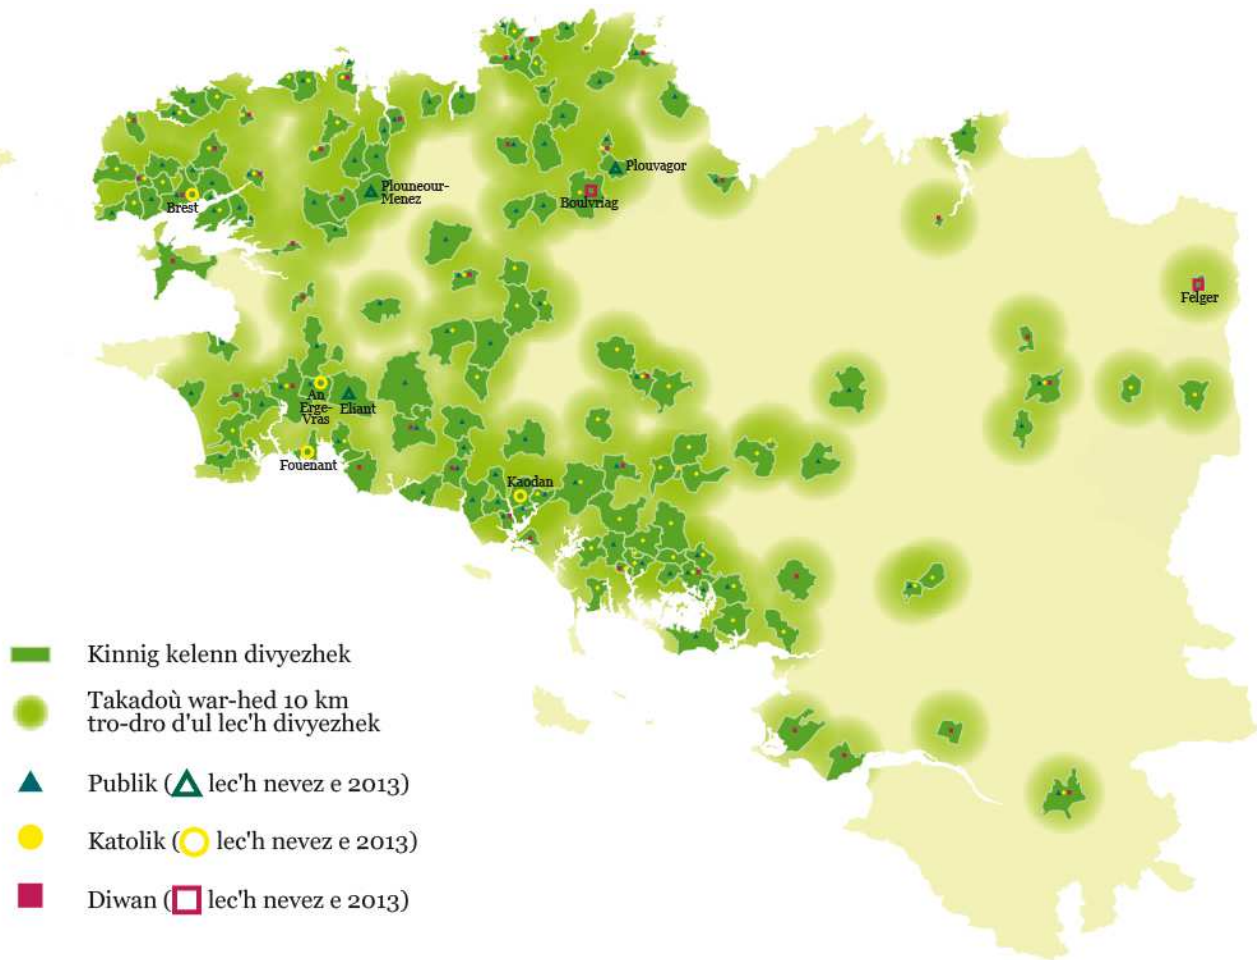 Plouvagor
Plouneour-
Menez
Boulvriag
Brest
Felger
An
Erge-
Vras
Eliant
Fouenant
Kaodan
Kinnig kelenn divyezhek
Takadoù war-hed 10 km
tro-dro d'ul lec'h divyezhek
Publik ( lec'h nevez e 2013)
Katolik ( lec'h nevez e 2013)
Diwan ( lec'h nevez e 2013)